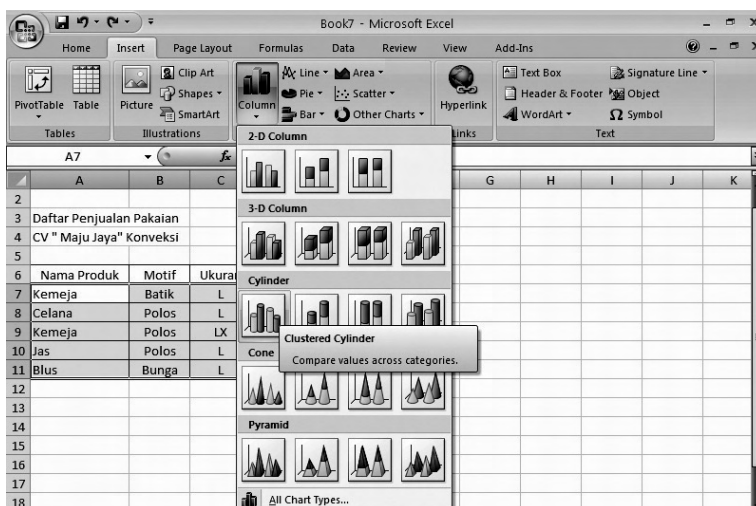 Book7 - Microsoft Excel
Home Insert Page Layout Formulas Data Review View Add-Ins
PivotTable Table Picture Clip Art Shapes SmartArt Column Line Pie Bar Area Scatter Other Charts Hyperlink Text Box Header & Footer WordArt Signature Line Object Symbol
Tables Illustrations Links Text
A7 fx
A B C G H I J K
2
3 Daftar Penjualan Pakaian
4 CV " Maju Jaya" Konveksi
5
6 Nama Produk Motif Ukuran
7 Kemeja Batik L
8 Celana Polos L
9 Kemeja Polos LX
10 Jas Polos L
11 Blus Bunga L
12
13
14
15
16
17
18
2-D Column
3-D Column
Cylinder
Clustered Cylinder
Compare values across categories.
Cone
Pyramid
All Chart Types...